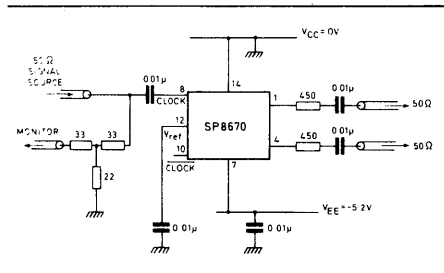 VCC = 0V
50Ω
SIGNAL
SOURCE
0.01µ
8
CLOCK
14
1
450
0.01µ
50Ω
MONITOR
33
33
12
Vref
SP8670
4
450
0.01µ
50Ω
10
CLOCK
7
22
VEE = -5.2V
0.01µ
0.01µ